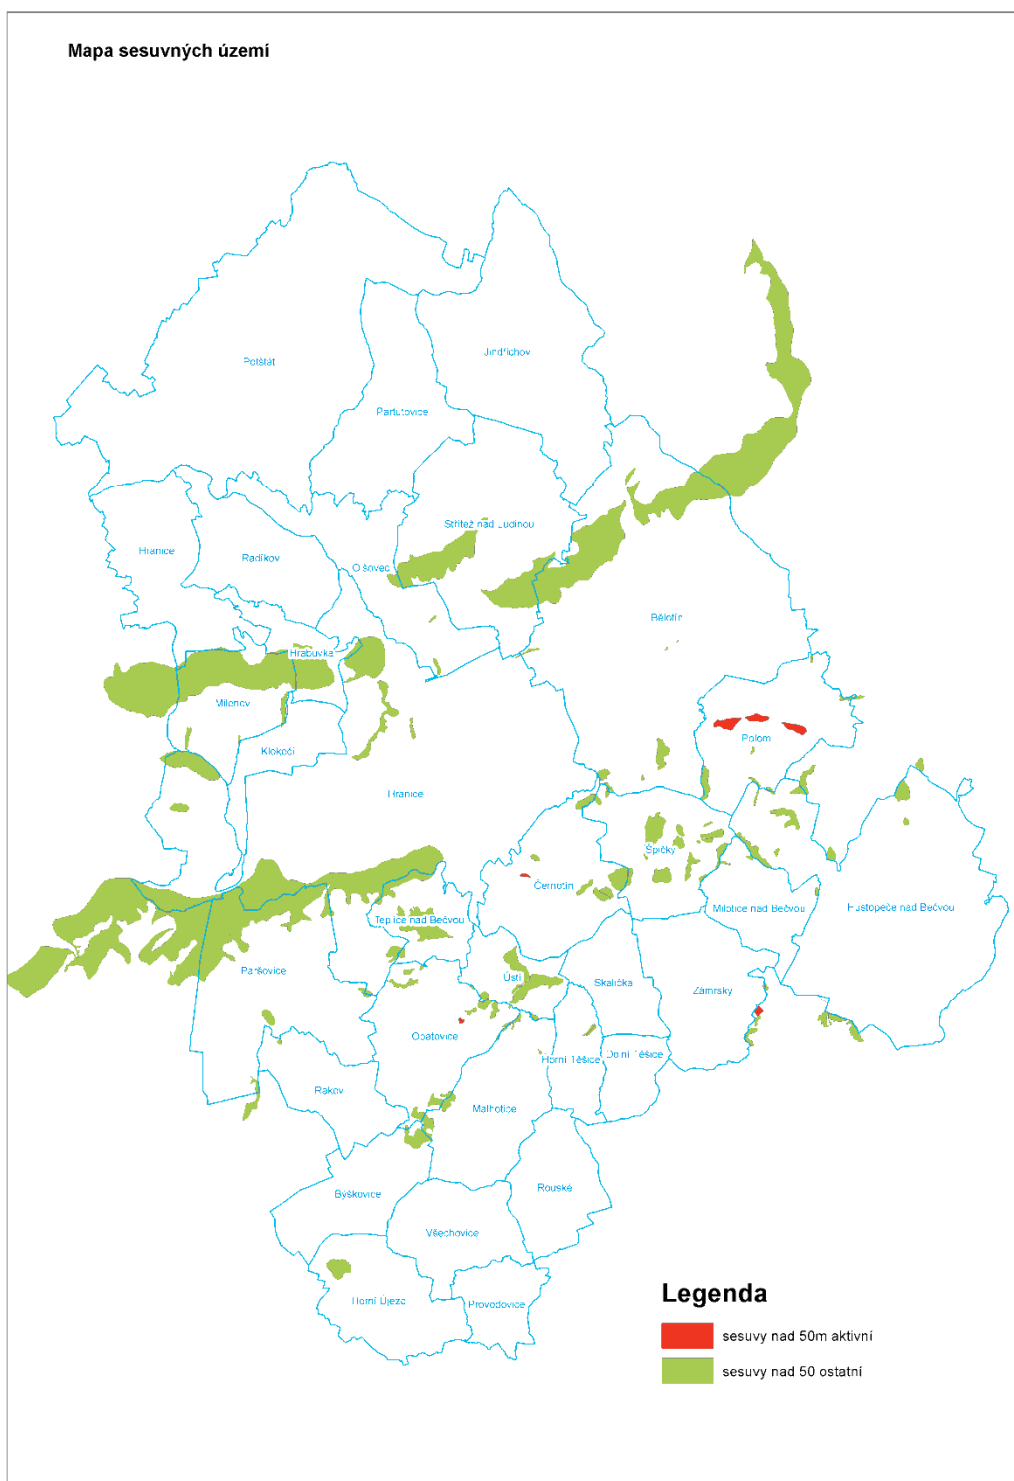 Mapa sesuvných území
Potštát
Jindřichov
Partutovice
Střítež nad Ludinou
Hranice
Radíkov
Olšovec
Bělotín
Hrabůvka
Milenov
Polom
Klokočí
Hranice
Špičky
Černotín
Milotice nad Bečvou
Hustopeče nad Bečvou
Teplice nad Bečvou
Paršovice
Ústí
Skalička
Zámrsky
Opatovice
Horní Těšice
Dolní Těšice
Rakov
Malhotice
Býškovice
Rouské
Všechovice
Horní Újezd
Provodovice
Legenda
sesuvy nad 50m aktivní
sesuvy nad 50 ostatní